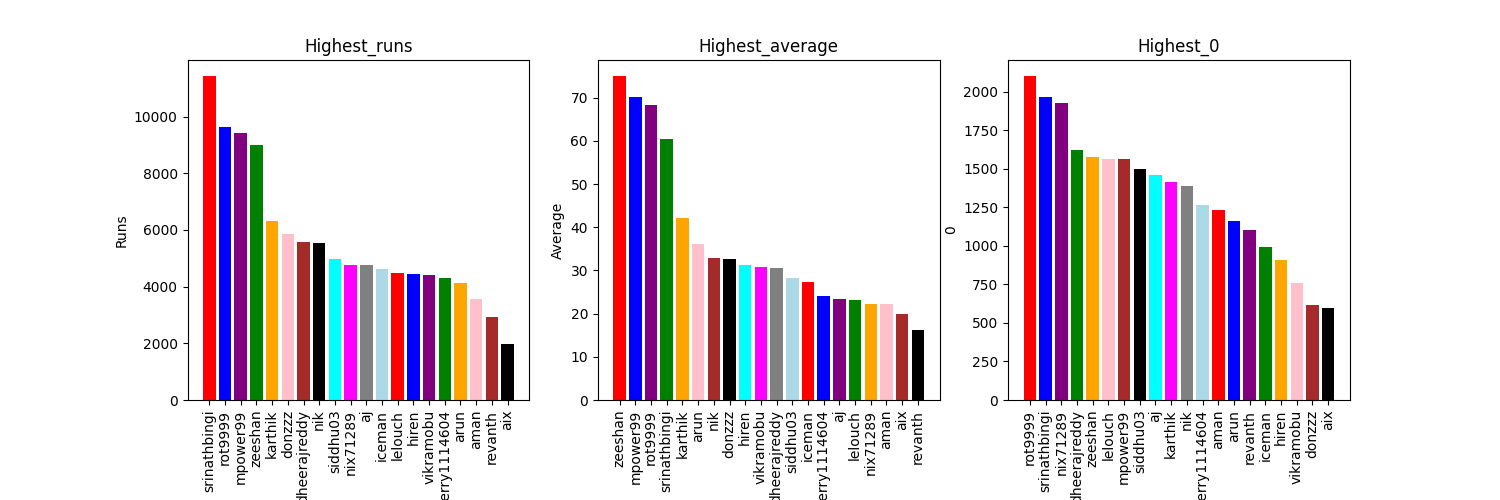 Highest_runs
Runs
10000
8000
6000
4000
2000
0
srinathbingi
rot9999
mpower99
zeeshan
karthik
donzzz
dheerajreddy
nik
siddhu03
nix71289
aj
iceman
lelouch
hiren
vikramobu
erry1114604
arun
aman
revanth
aix
Highest_average
Average
70
60
50
40
30
20
10
0
zeeshan
mpower99
rot9999
srinathbingi
karthik
arun
nik
donzzz
hiren
vikramobu
dheerajreddy
siddhu03
iceman
erry1114604
aj
lelouch
nix71289
aman
aix
revanth
Highest_0
0
2000
1750
1500
1250
1000
750
500
250
0
rot9999
srinathbingi
nix71289
dheerajreddy
zeeshan
lelouch
mpower99
siddhu03
aj
karthik
nik
erry1114604
aman
arun
revanth
iceman
hiren
vikramobu
donzzz
aix